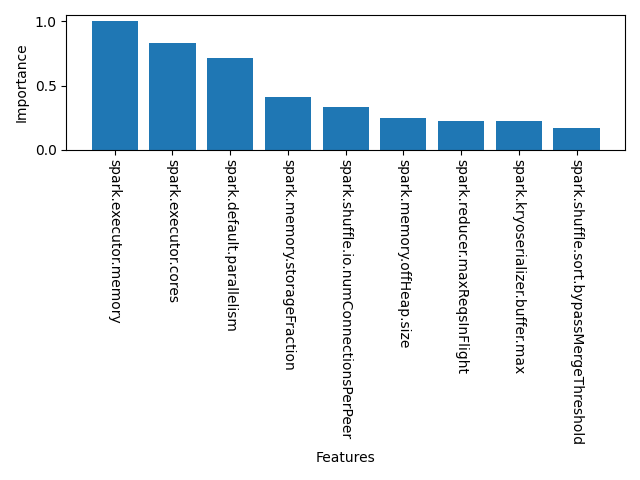 Importance
1.0
0.5
0.0
spark.executor.memory
spark.executor.cores
spark.default.parallelism
spark.memory.storageFraction
spark.shuffle.io.numConnectionsPerPeer
spark.memory.offHeap.size
spark.reducer.maxReqsInFlight
spark.kryoserializer.buffer.max
spark.shuffle.sort.bypassMergeThreshold
Features